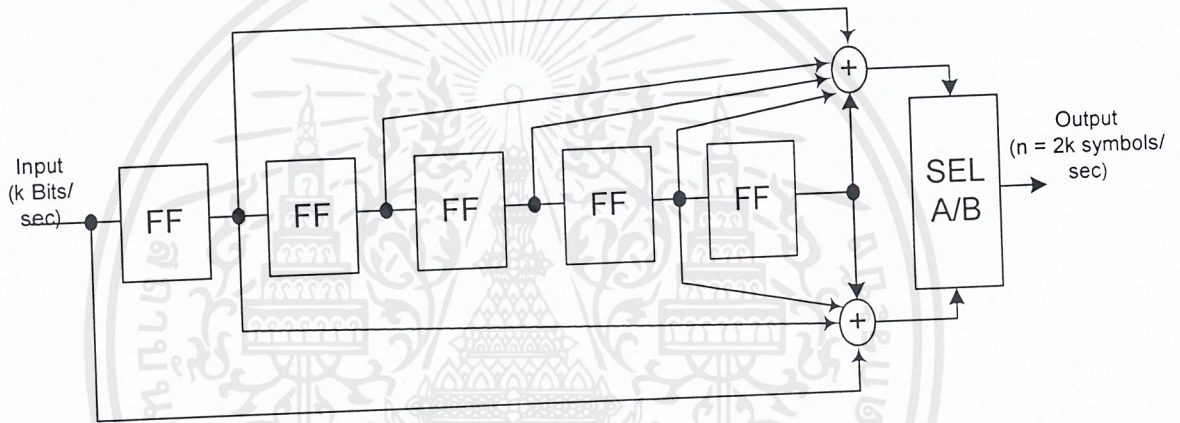 Input
(k Bits/
sec)
FF
FF
FF
FF
FF
+
+
SEL
A/B
Output
(n = 2k symbols/
sec)